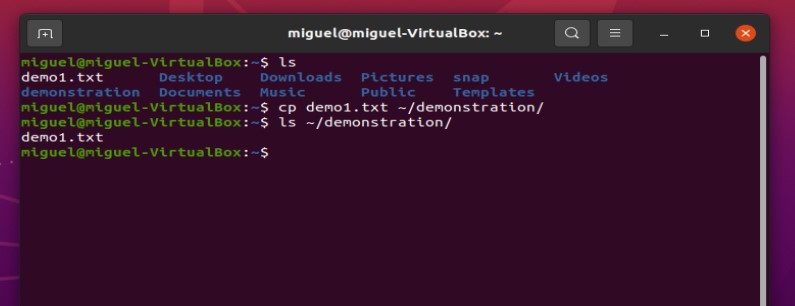 miguel@miguel-VirtualBox: ~
miguel@miguel-VirtualBox:~$ ls
demo1.txt Desktop Downloads Pictures snap Videos
demonstration Documents Music Public Templates
miguel@miguel-VirtualBox:~$ cp demo1.txt ~/demonstration/
miguel@miguel-VirtualBox:~$ ls ~/demonstration/
demo1.txt
miguel@miguel-VirtualBox:~$